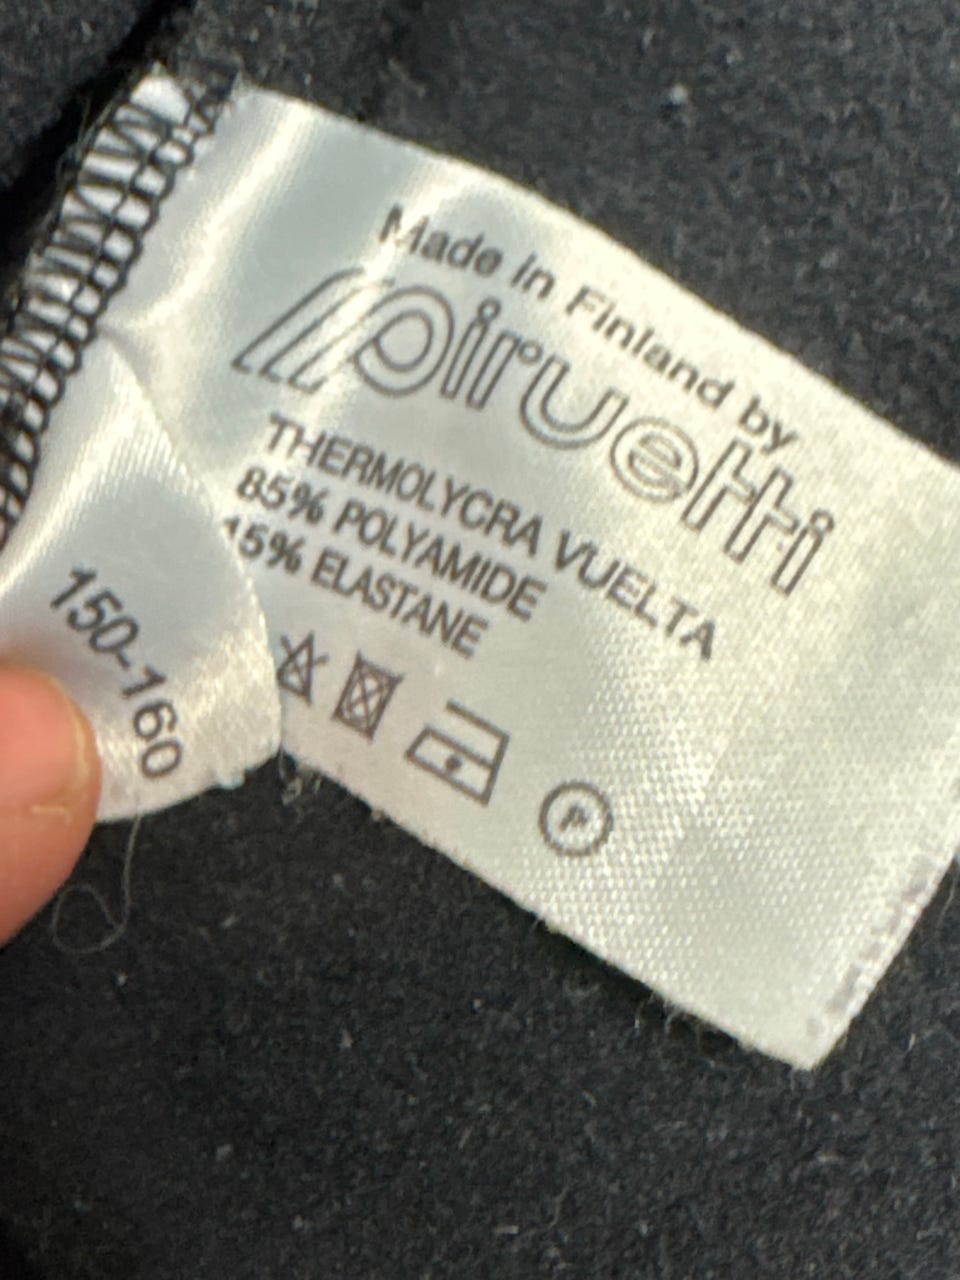 Made in Finland by
piruetti
THERMOLYCRA VUELTA
85% POLYAMIDE
15% ELASTANE
P
150-160